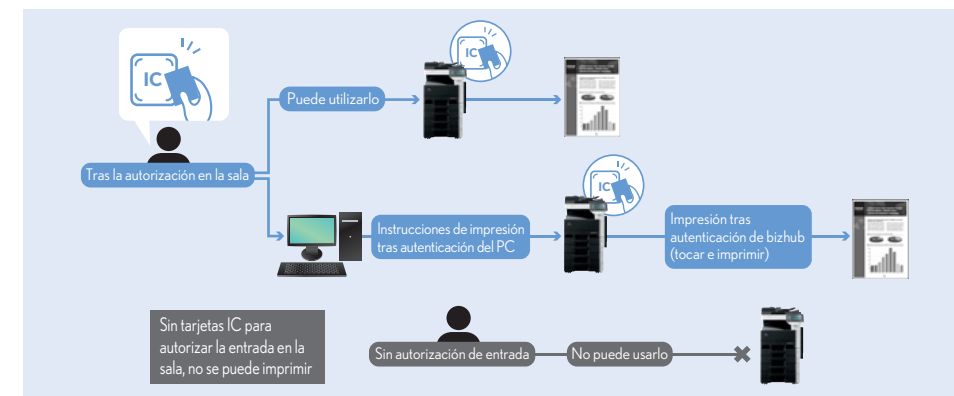 IC
IC
Puede utilizarlo
Tras la autorización en la sala
IC
Instrucciones de impresión
tras autenticación del PC
Impresión tras
autenticación de bizhub
(tocar e imprimir)
Sin tarjetas IC para
autorizar la entrada en la
sala, no se puede imprimir
Sin autorización de entrada
No puede usarlo